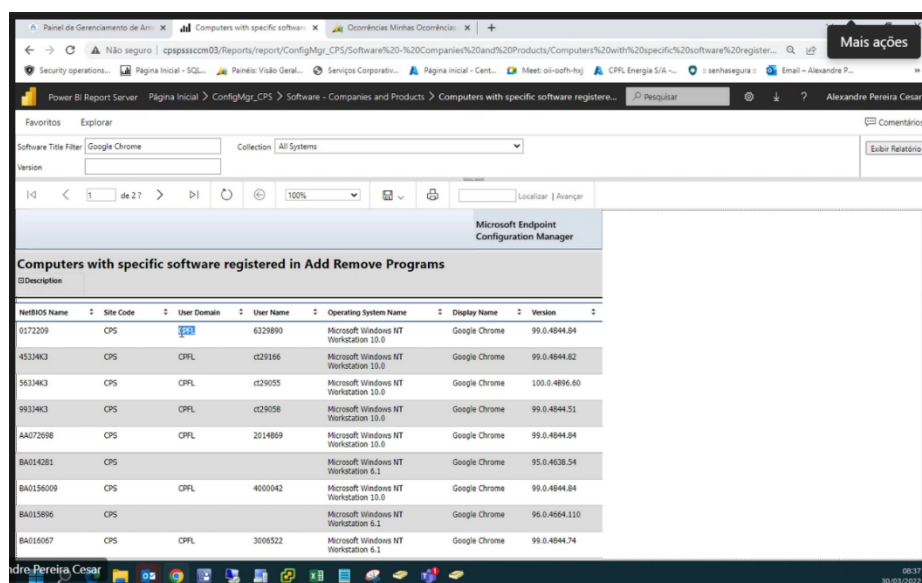 Painel de Gerenciamento de Am
Computers with specific softwar
Ocorrências Minhas Ocorrências
Mais ações
Não seguro | cpspsssccm03/Reports/report/ConfigMgr_CPS/Software%20-%20Companies%20and%20Products/Computers%20with%20specific%20software%20register...
Security operations...
Página Inicial - SQL...
Painéis: Visão Geral...
Serviços Corporativ...
Página inicial - Cent...
Meet: oii-oofh-hxj
CPFL Energia S/A -...
:: senhasegura ::
Email – Alexandre P...
Power BI Report Server Página Inicial > ConfigMgr_CPS > Software - Companies and Products > Computers with specific software registere...
Pesquisar
Alexandre Pereira Cesar
Favoritos Explorar
Comentários
Software Title Filter Google Chrome Collection All Systems
Exibir Relatório
Version
1 de 2 ? 100% Localizar | Avançar
Microsoft Endpoint
Configuration Manager
Computers with specific software registered in Add Remove Programs
Description
NetBIOS Name Site Code User Domain User Name Operating System Name Display Name Version
0172209 CPS CPFL 6329890 Microsoft Windows NT Google Chrome 99.0.4844.84
Workstation 10.0
45334K3 CPS CPFL ct29166 Microsoft Windows NT Google Chrome 99.0.4844.82
Workstation 10.0
56334K3 CPS CPFL ct29055 Microsoft Windows NT Google Chrome 100.0.4896.60
Workstation 10.0
99334K3 CPS CPFL ct29058 Microsoft Windows NT Google Chrome 99.0.4844.51
Workstation 10.0
AA072698 CPS CPFL 2014869 Microsoft Windows NT Google Chrome 99.0.4844.84
Workstation 10.0
BA014281 CPS Microsoft Windows NT Google Chrome 95.0.4638.54
Workstation 6.1
BA0156009 CPS CPFL 4000042 Microsoft Windows NT Google Chrome 99.0.4844.84
Workstation 10.0
BA015896 CPS Microsoft Windows NT Google Chrome 96.0.4664.110
Workstation 6.1
BA016067 CPS CPFL 3006522 Microsoft Windows NT Google Chrome 99.0.4844.74
Workstation 6.1
dre Pereira Cesar
08:37